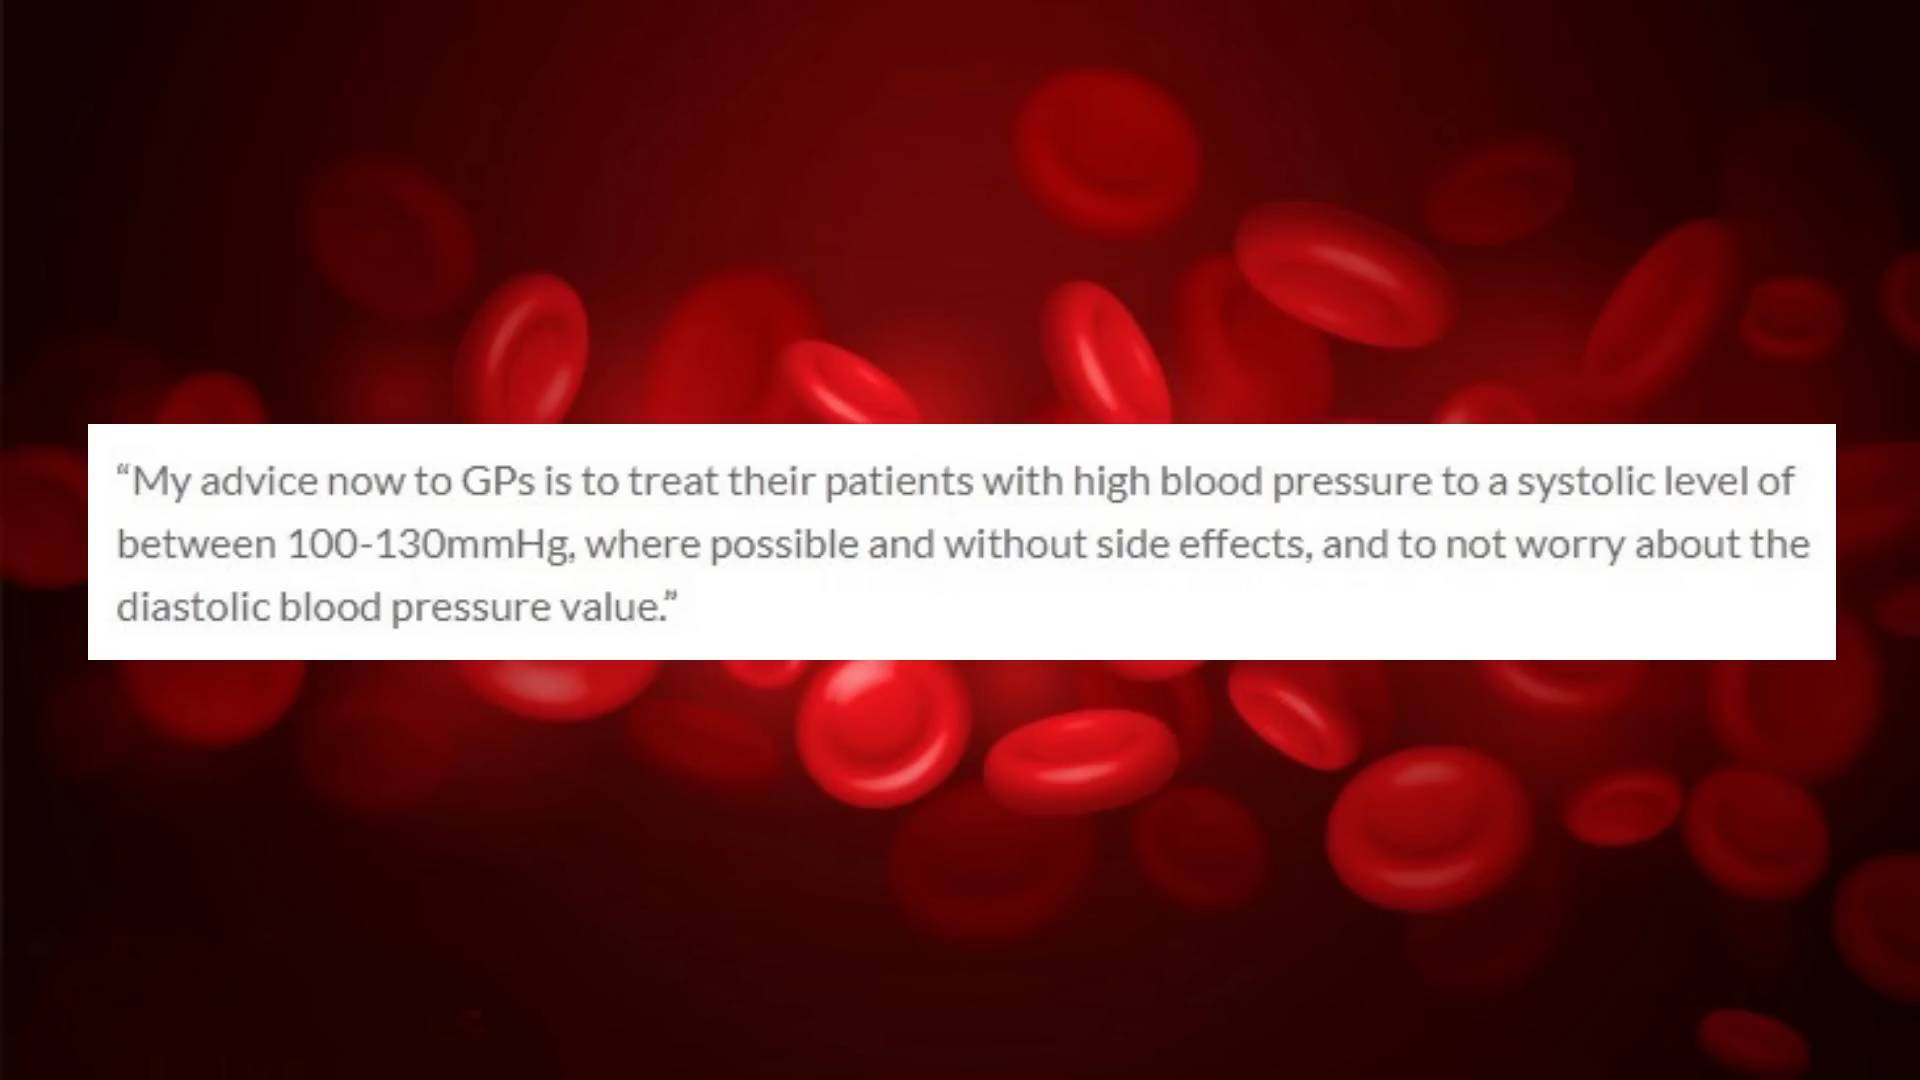 “My advice now to GPs is to treat their patients with high blood pressure to a systolic level of
between 100-130mmHg, where possible and without side effects, and to not worry about the
diastolic blood pressure value.”